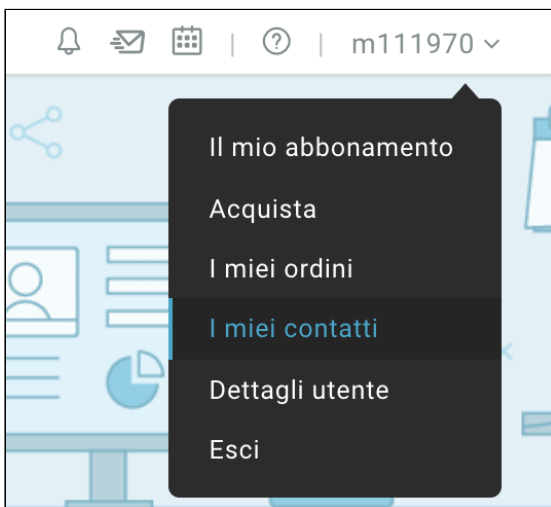 | ? | m111970
Il mio abbonamento
Acquista
I miei ordini
I miei contatti
Dettagli utente
Esci